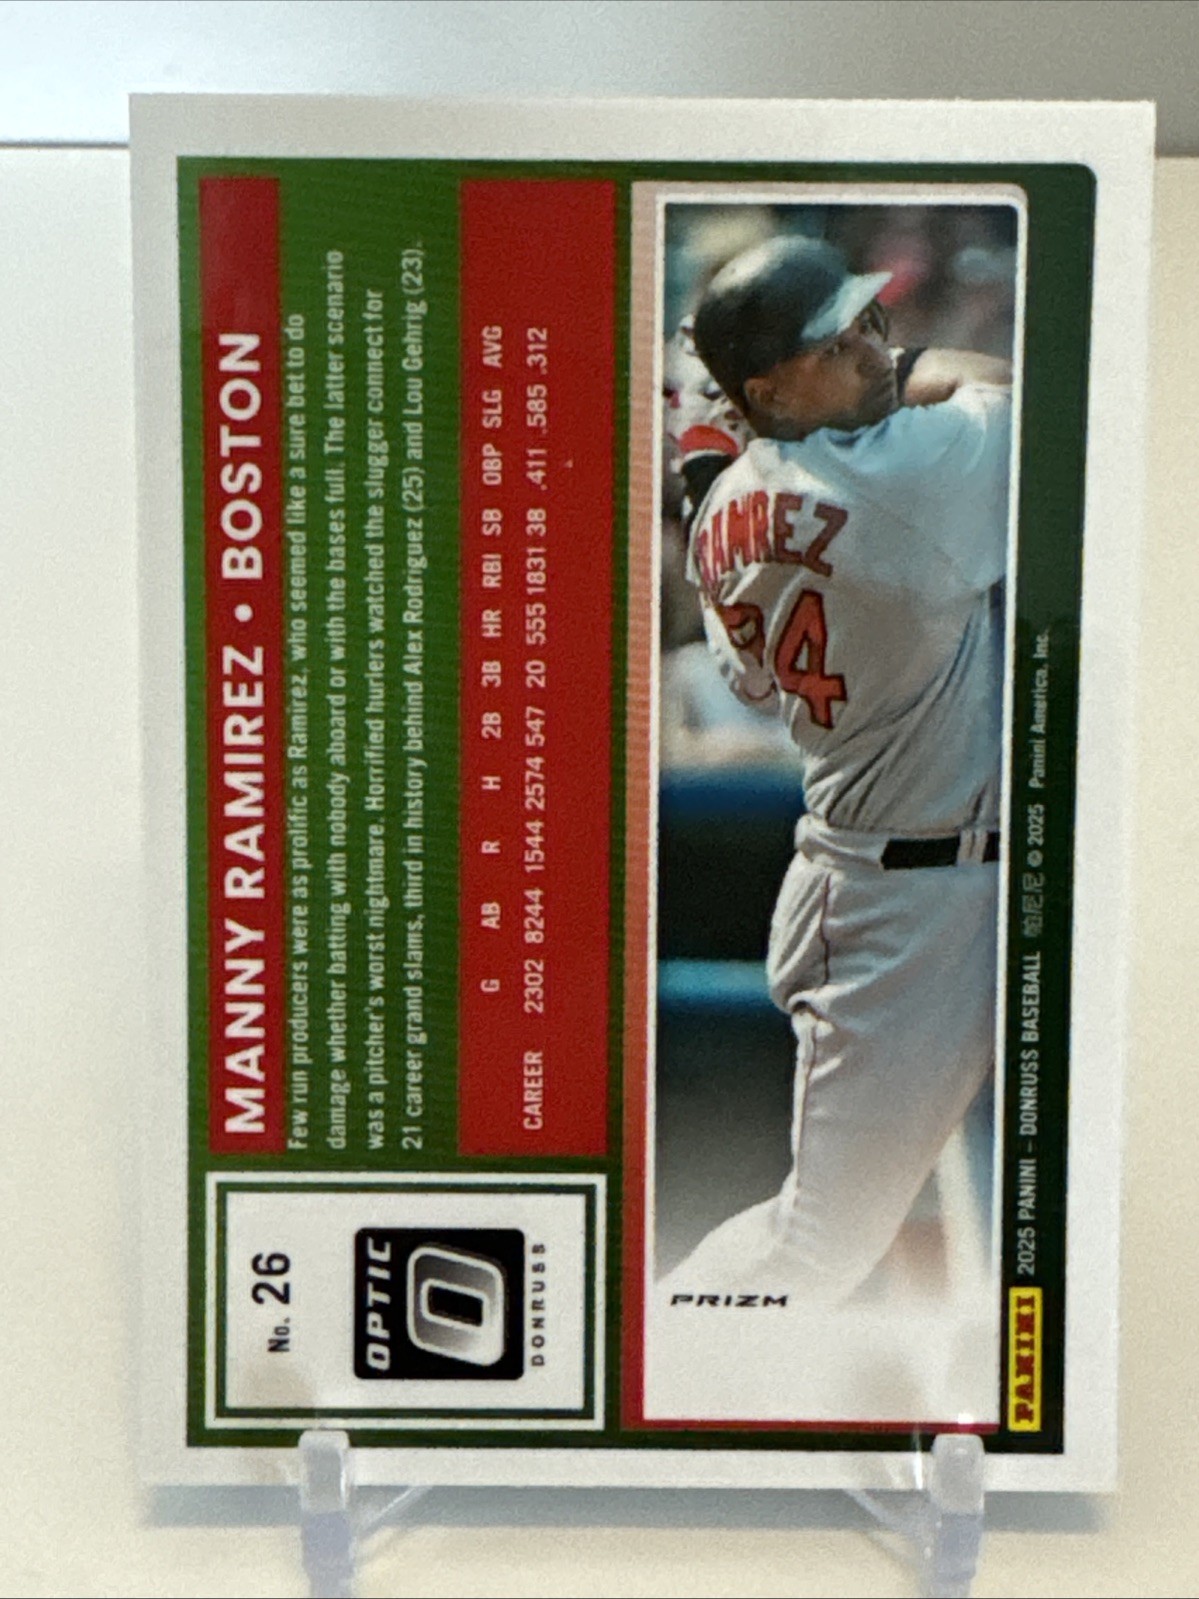 MANNY RAMIREZ • BOSTON
Few run producers were as prolific as Ramirez, who seemed like a sure bet to do
damage whether batting with nobody aboard or with the bases full. The latter scenario
was a pitcher's worst nightmare. Horrified hurlers watched the slugger connect for
21 career grand slams, third in history behind Alex Rodriguez (25) and Lou Gehrig (23).
G AB R H 2B 3B HR RBI SB OBP SLG AVG
CAREER 2302 8244 1544 2574 547 20 555 1831 38 .411 .585 .312
No. 26
OPTIC
O
DONRUSS
RAMIREZ
24
PRIZM
PANINI
2025 PANINI – DONRUSS BASEBALL 帕尼尼 © 2025 Panini America, Inc.